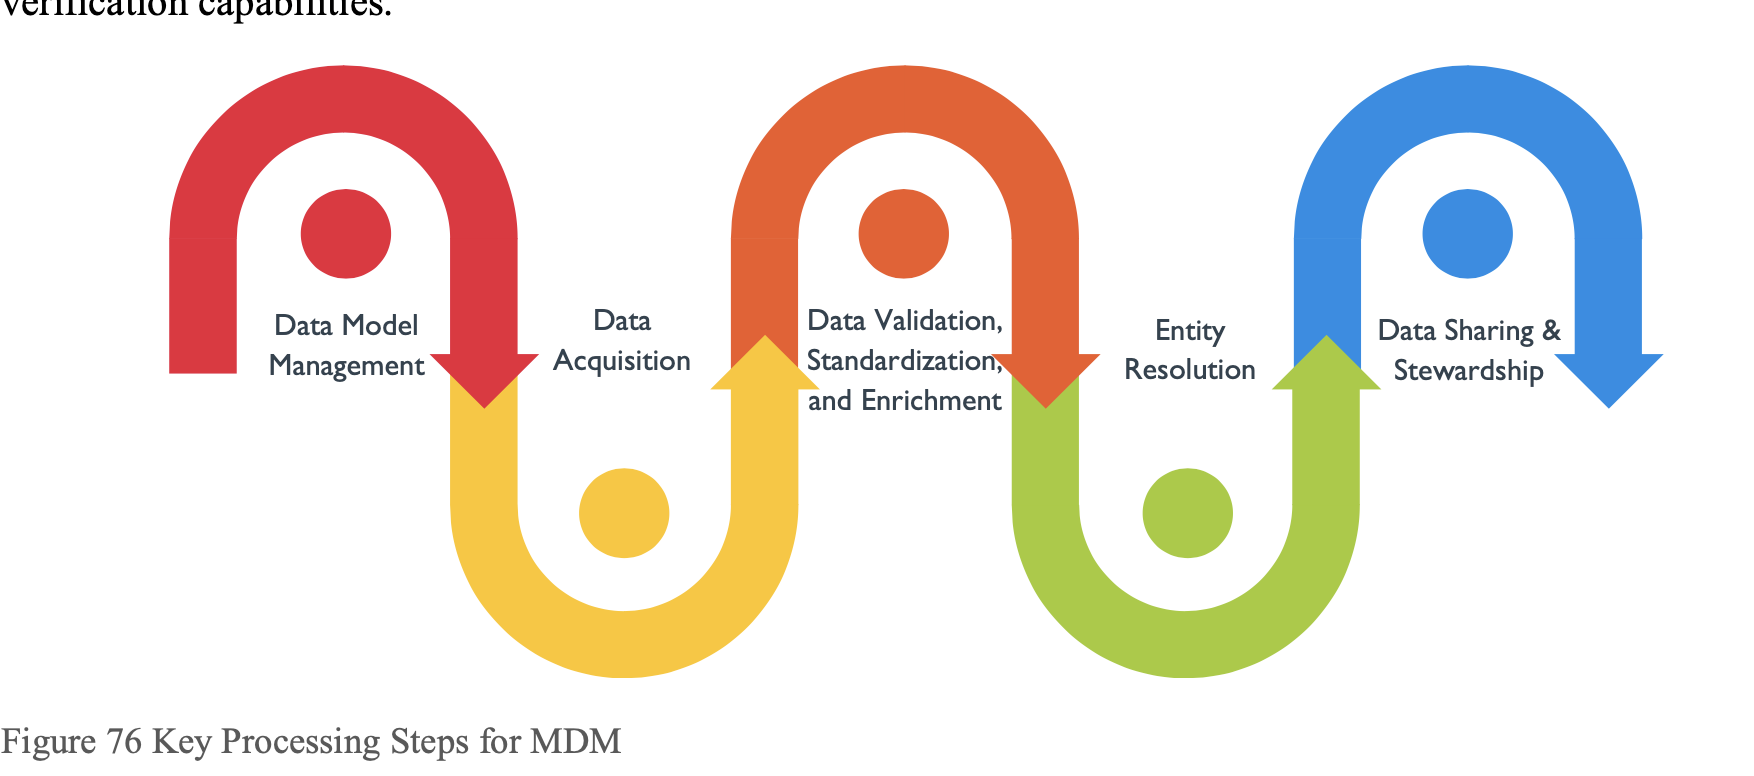 verification capabilities.
Data Model
Management
Data
Acquisition
Data Validation,
Standardization,
and Enrichment
Entity
Resolution
Data Sharing &
Stewardship
Figure 76 Key Processing Steps for MDM